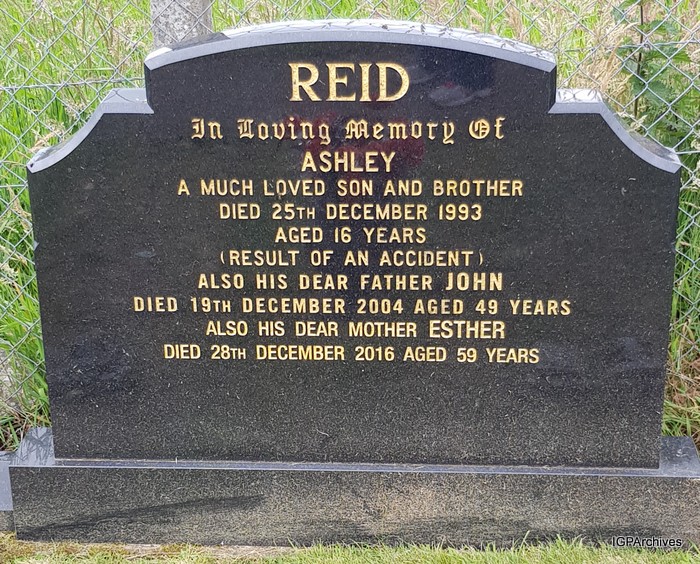 REID
In Loving Memory Of
ASHLEY
A MUCH LOVED SON AND BROTHER
DIED 25TH DECEMBER 1993
AGED 16 YEARS
(RESULT OF AN ACCIDENT)
ALSO HIS DEAR FATHER JOHN
DIED 19TH DECEMBER 2004 AGED 49 YEARS
ALSO HIS DEAR MOTHER ESTHER
DIED 28TH DECEMBER 2016 AGED 59 YEARS
IGPArchives